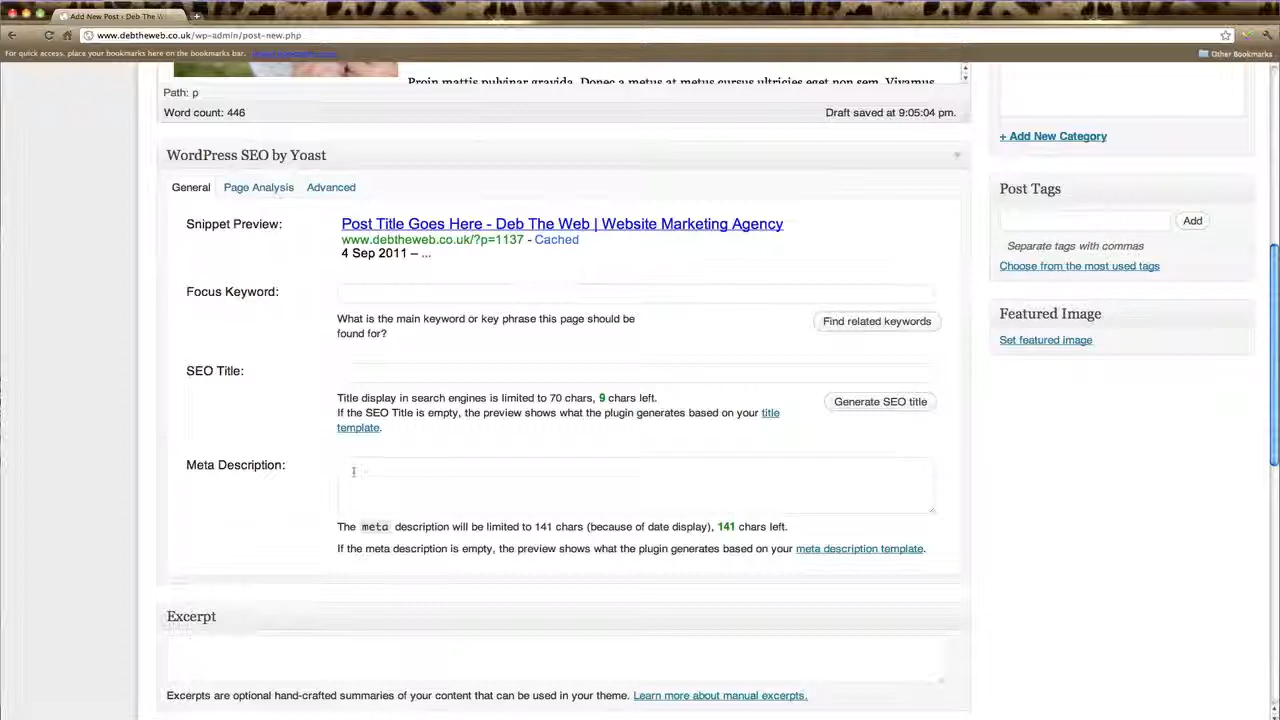 Add New Post ‹ Deb The W
www.debtheweb.co.uk/wp-admin/post-new.php
For quick access, place your bookmarks here on the bookmarks bar.
Other Bookmarks
Proin mattis pulvinar gravida. Donec a metus at metus cursus ultricies eget non sem. Vivamus
Path: p
Word count: 446
Draft saved at 9:05:04 pm.
+ Add New Category
WordPress SEO by Yoast
General Page Analysis Advanced
Snippet Preview:
Post Title Goes Here - Deb The Web | Website Marketing Agency
www.debtheweb.co.uk/?p=1137 - Cached
4 Sep 2011 – ...
Focus Keyword:
What is the main keyword or key phrase this page should be
found for?
Find related keywords
SEO Title:
Title display in search engines is limited to 70 chars, 9 chars left.
If the SEO Title is empty, the preview shows what the plugin generates based on your title
template.
Generate SEO title
Meta Description:
The meta description will be limited to 141 chars (because of date display), 141 chars left.
If the meta description is empty, the preview shows what the plugin generates based on your meta description template.
Excerpt
Excerpts are optional hand-crafted summaries of your content that can be used in your theme. Learn more about manual excerpts.
Post Tags
Add
Separate tags with commas
Choose from the most used tags
Featured Image
Set featured image